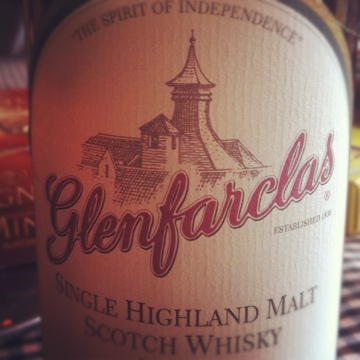 "THE SPIRIT OF INDEPENDENCE"
Glenfarclas®
ESTABLISHED 1836
SINGLE HIGHLAND MALT
SCOTCH WHISKY